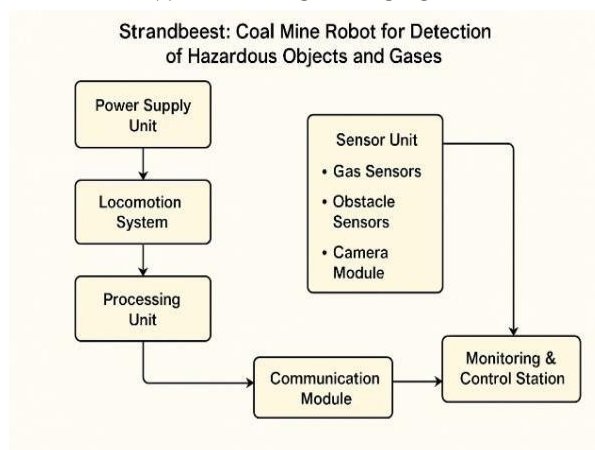 Strandbeest: Coal Mine Robot for Detection
of Hazardous Objects and Gases
Power Supply
Unit
Locomotion
System
Processing
Unit
Sensor Unit
• Gas Sensors
• Obstacle
Sensors
• Camera
Module
Communication
Module
Monitoring &
Control Station